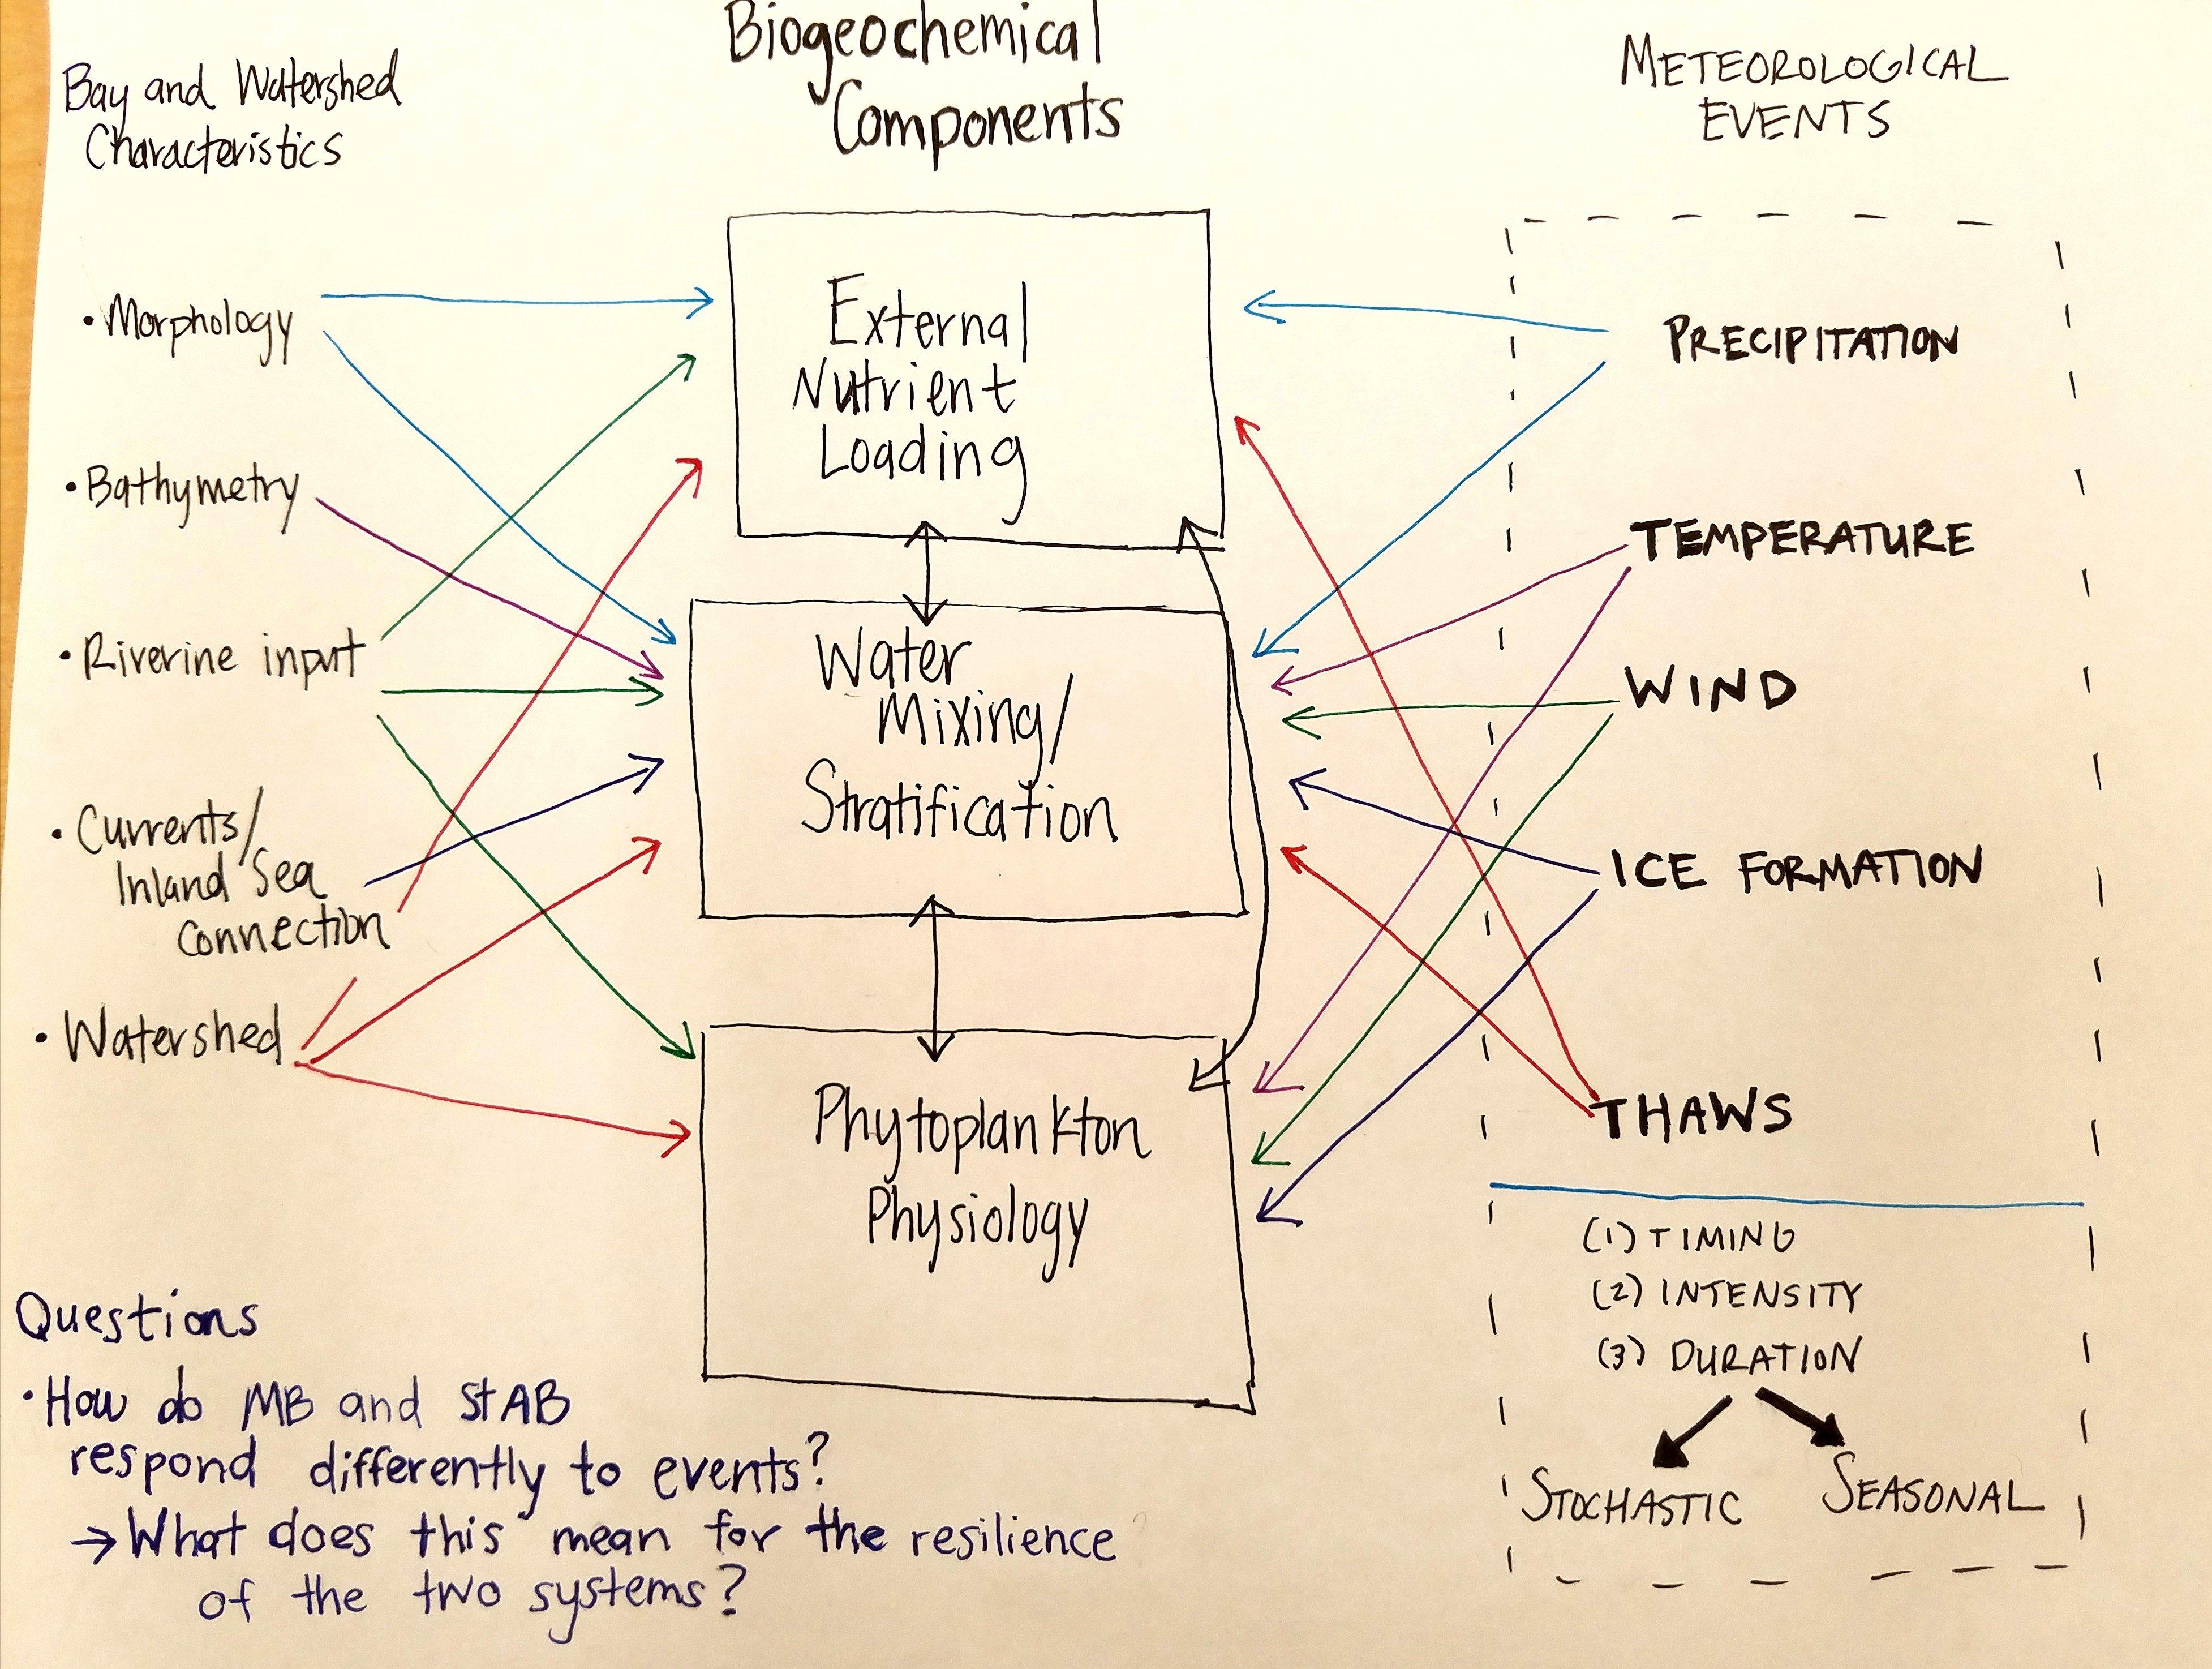 Bay and Watershed
Characteristics
• Morphology
• Bathymetry
• Riverine input
• Currents/
Inland Sea
Connection
• Watershed
Biogeochemical
Components
External
Nutrient
Loading
Water
Mixing/
Stratification
Phytoplankton
Physiology
METEOROLOGICAL
EVENTS
PRECIPITATION
TEMPERATURE
WIND
ICE FORMATION
THAWS
(1) TIMING
(2) INTENSITY
(3) DURATION
STOCHASTIC
SEASONAL
Questions
• How do MB and StAB
respond differently to events?
→ What does this mean for the resilience
of the two systems?